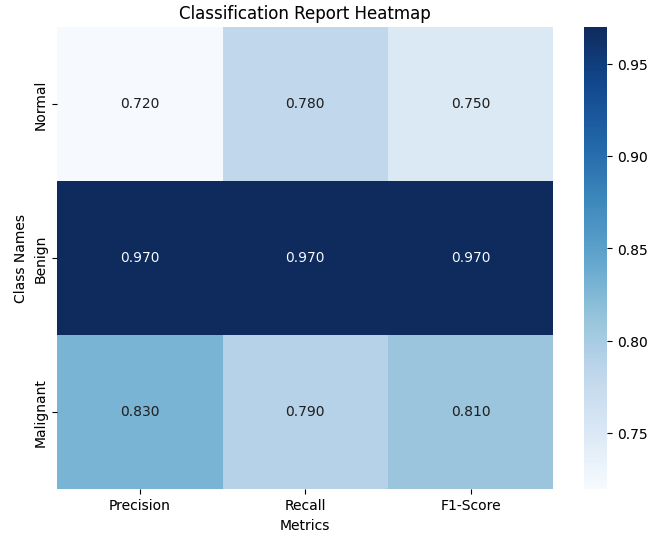 Classification Report Heatmap
Normal
0.720 0.780 0.750
Benign
0.970 0.970 0.970
Malignant
0.830 0.790 0.810
Class Names
Precision Recall F1-Score
Metrics
0.95
0.90
0.85
0.80
0.75